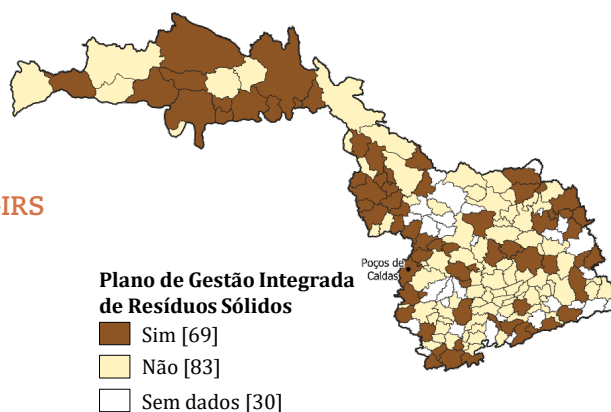 IRS
Poços de
Caldas
Plano de Gestão Integrada
de Resíduos Sólidos
Sim [69]
Não [83]
Sem dados [30]